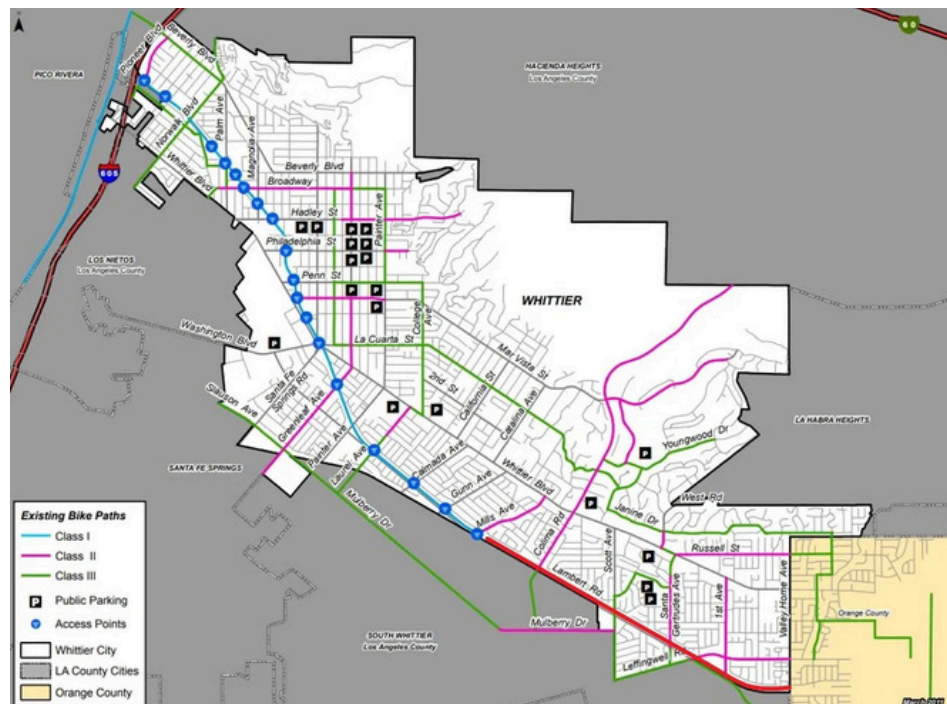 60
PICO RIVERA
Pioneer Blvd
Beverly Blvd
HACIENDA HEIGHTS
Los Angeles County
Norwalk Blvd
Palm Ave
Magnolia Ave
605
Whittier Blvd
Beverly Blvd
Broadway
Hadley St
Painter Ave
P P
P P
P P
P P
Philadelphia St
LOS NIETOS
Los Angeles County
Penn St
P P
P
WHITTIER
College Ave
Washington Blvd
P
La Cuarta St
Mar Vista St
Santa Fe Springs Rd
2nd St
California St
Catalina Ave
Slauson Ave
Greenleaf Ave
P P
LA HABRA HEIGHTS
Painter Ave
Laurel Ave
Calmada Ave
Whittier Blvd
Youngwood Dr
P
SANTA FE SPRINGS
Gunn Ave
Mulberry Dr
Mills Ave
Colima Rd
P
West Rd
Janine Dr
Scott Ave
Russell St
P
Lambert Rd
P
P
Santa Gertrudes Ave
1st Ave
Valley Home Ave
Orange County
Mulberry Dr
SOUTH WHITTIER
Los Angeles County
Leffingwell Rd
Existing Bike Paths
Class I
Class II
Class III
P Public Parking
Access Points
Whittier City
LA County Cities
Orange County